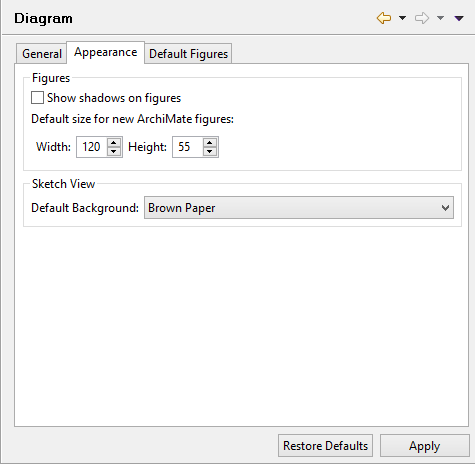 Diagram
General Appearance Default Figures
Figures
Show shadows on figures
Default size for new ArchiMate figures:
Width: 120 Height: 55
Sketch View
Default Background: Brown Paper
Restore Defaults Apply